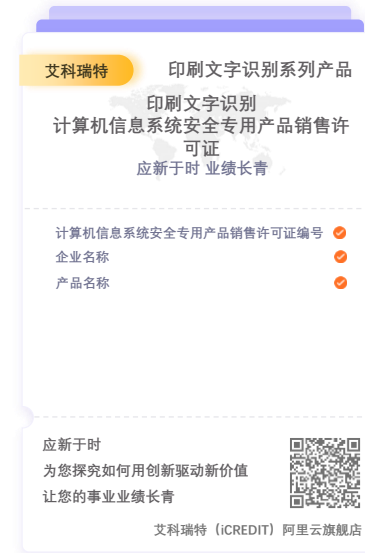 艾科瑞特
印刷文字识别系列产品
印刷文字识别
计算机信息系统安全专用产品销售许
可证
应新于时 业绩长青
计算机信息系统安全专用产品销售许可证编号
企业名称
产品名称
应新于时
为您探究如何用创新驱动新价值
让您的事业业绩长青
艾科瑞特（iCREDIT）阿里云旗舰店